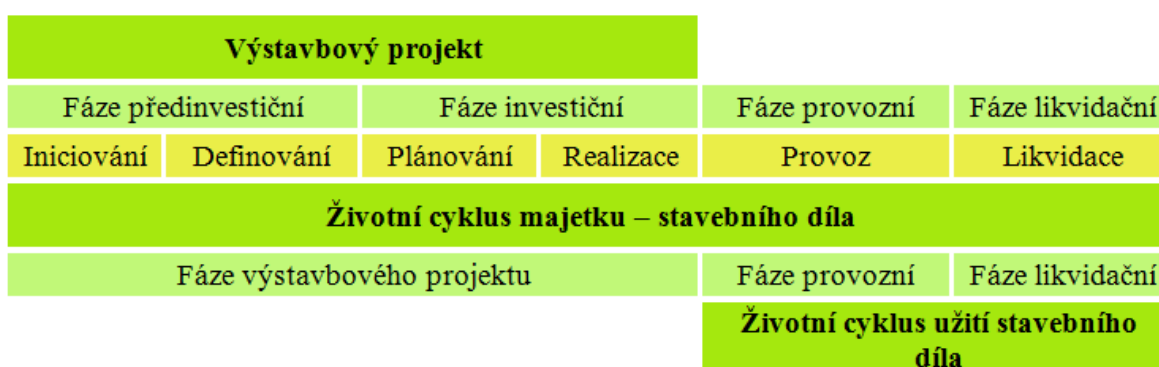 Výstavbový projekt
Fáze předinvestiční Fáze investiční Fáze provozní Fáze likvidační
Iniciování Definování Plánování Realizace Provoz Likvidace
Životní cyklus majetku – stavebního díla
Fáze výstavbového projektu Fáze provozní Fáze likvidační
Životní cyklus užití stavebního
díla